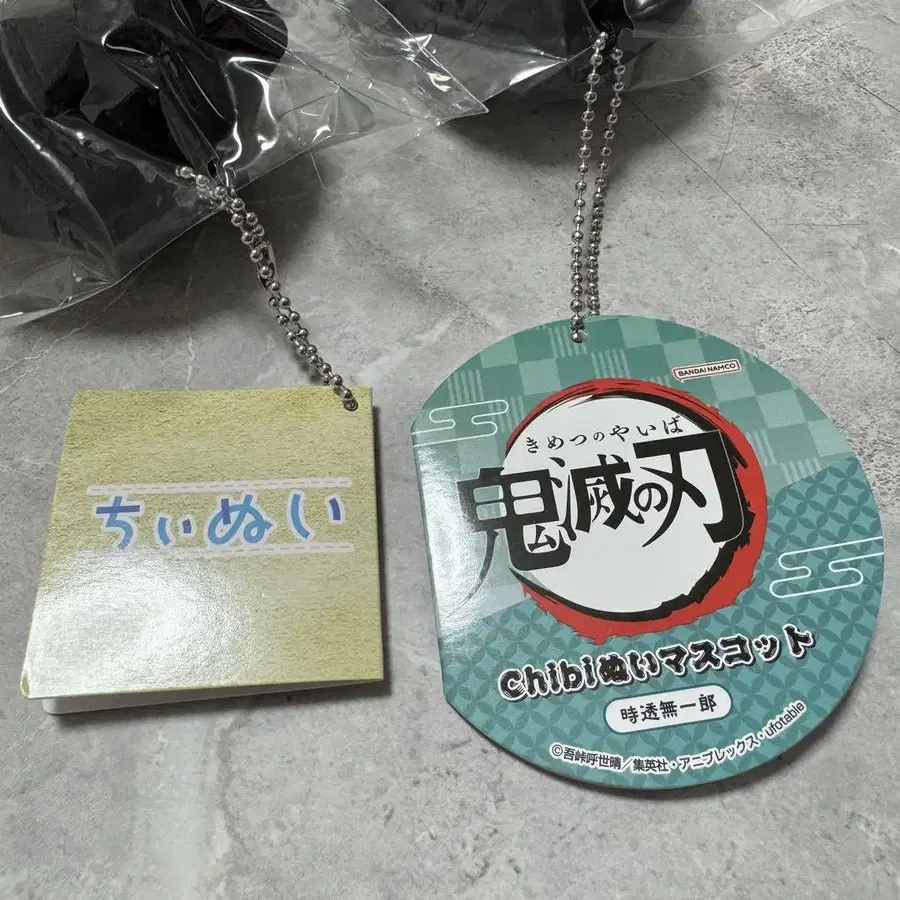 ちぃぬい
BANDAI NAMCO
きめつのやいば
鬼滅の刃
Chibiぬいマスコット
時透無一郎
©吾峠呼世晴/集英社・アニプレックス・ufotable